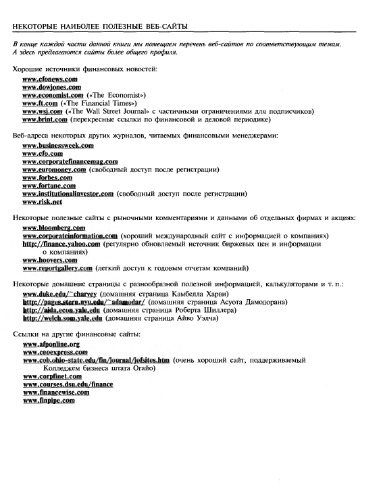 НЕКОТОРЫЕ НАИБОЛЕЕ ПОЛЕЗНЫЕ ВЕБ-САЙТЫ
В конце каждой части данной книги мы помещаем перечень веб-сайтов по соответствующим темам.
А здесь предлагаются сайты более общего профиля.
Хорошие источники финансовых новостей:
www.cfonews.com
www.dowjones.com
www.economist.com («The Economist»)
www.ft.com («The Financial Times»)
www.wsj.com («The Wall Street Journal» с частичными ограничениями для подписчиков)
www.brint.com (перекресные ссылки по финансовой и деловой периодике)
Веб-адреса некоторых других журналов, читаемых финансовыми менеджерами:
www.businessweek.com
www.cfo.com
www.corporatefinancemag.com
www.euromoney.com (свободный доступ после регистрации)
www.forbes.com
www.fortune.com
www.institutionalinvestor.com (свободный доступ после регистрации)
www.risk.net
Некоторые полезные сайты с рыночными комментариями и данными об отдельных фирмах и акциях:
www.bloomberg.com
www.corporateinformation.com (хороший международный сайт с информацией о компаниях)
http://finance.yahoo.com (регулярно обновляемый источник биржевых цен и информации
о компаниях)
www.hoovers.com
www.reportgallery.com (легкий доступ к годовым отчетам компаний)
Некоторые домашние страницы с разнообразной полезной информацией, калькуляторами и т. п.:
www.duke.edu/~charvey (домашняя страница Кэмбелла Харви)
http://pages.stern.nyu.edu/~adamodar/ (домашняя страница Асуота Дамодорана)
http://aida.econ.yale.edu (домашняя страница Роберта Шиллера)
http://welch.som.yale.edu (домашняя страница Айво Уэлча)
Ссылки на другие финансовые сайты:
www.afponline.org
www.ceoexpress.com
www.cob.ohio-state.edu/fin/journal/jofsites.htm (очень хороший сайт, поддерживаемый
Колледжем бизнеса штата Огайо)
www.corpfinet.com
www.courses.dsu.edu/finance
www.financewise.com
www.finpipe.com